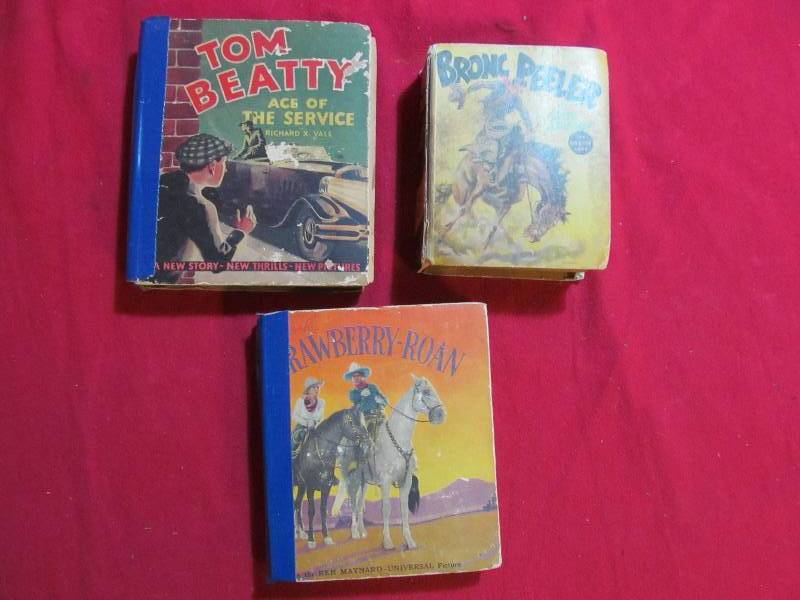 TOM
BEATTY
ACE OF
THE SERVICE
RICHARD X. VALE
A NEW STORY - NEW THRILLS - NEW PICTURES
BRONC PEELER
RAWBERRY-ROAN
the KEN MAYNARD-UNIVERSAL Picture